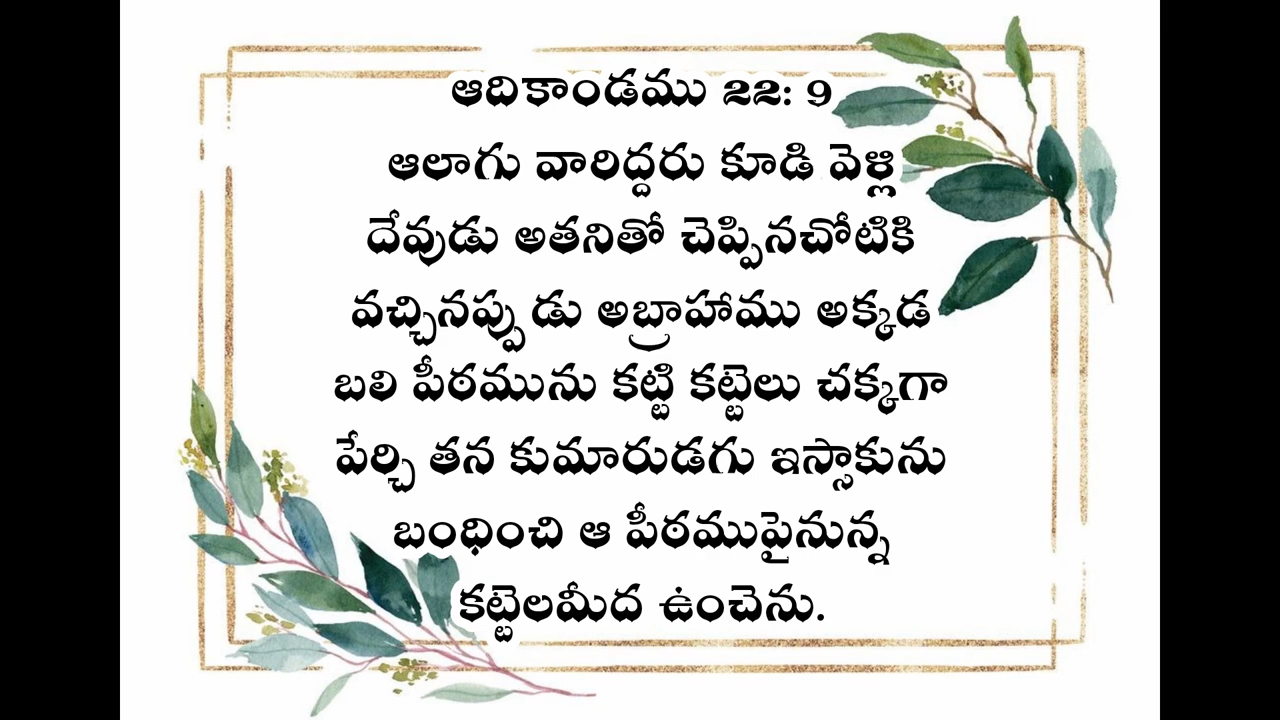 ఆదికాండము 22: 9
ఆలాగు వారిద్దరు కూడి వెళ్లి
దేవుడు అతనితో చెప్పినచోటికి
వచ్చినప్పుడు అబ్రాహాము అక్కడ
బలి పీఠమును కట్టి కట్టెలు చక్కగా
పేర్చి తన కుమారుడగు ఇస్సాకును
బంధించి ఆ పీఠముపైనున్న
కట్టెలమీద ఉంచెను.